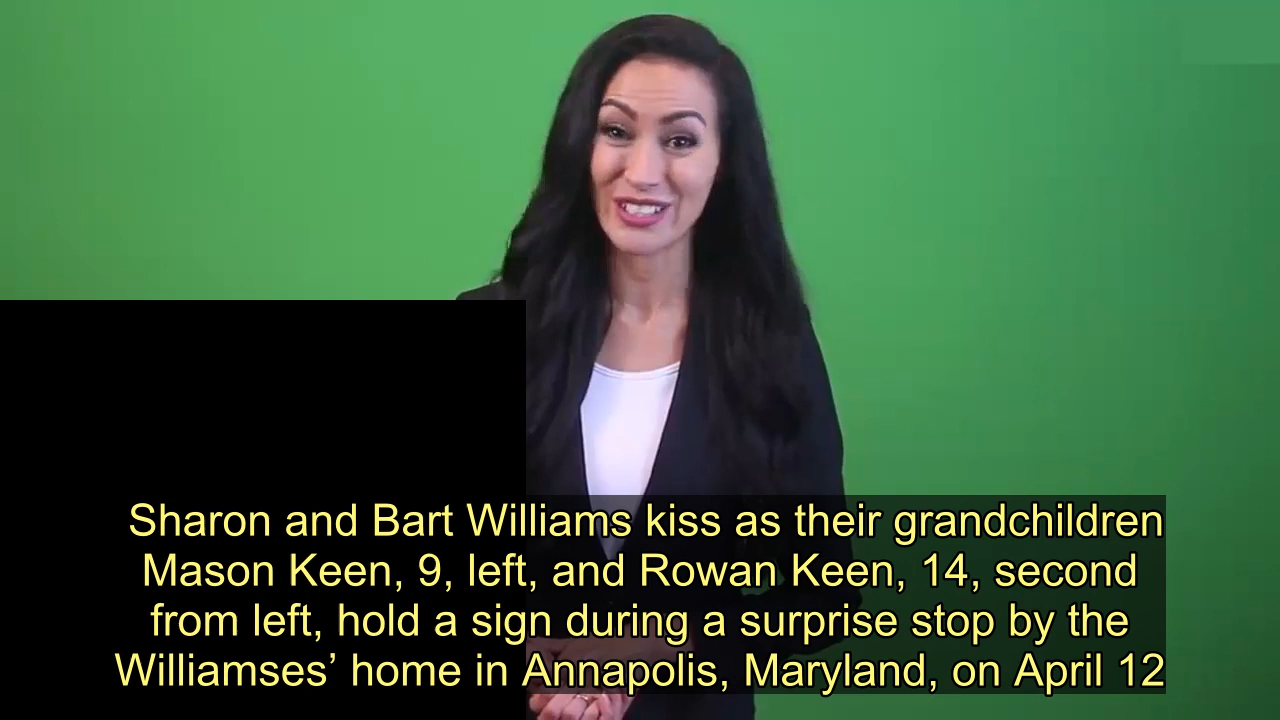 Sharon and Bart Williams kiss as their grandchildren
Mason Keen, 9, left, and Rowan Keen, 14, second
from left, hold a sign during a surprise stop by the
Williamses’ home in Annapolis, Maryland, on April 12